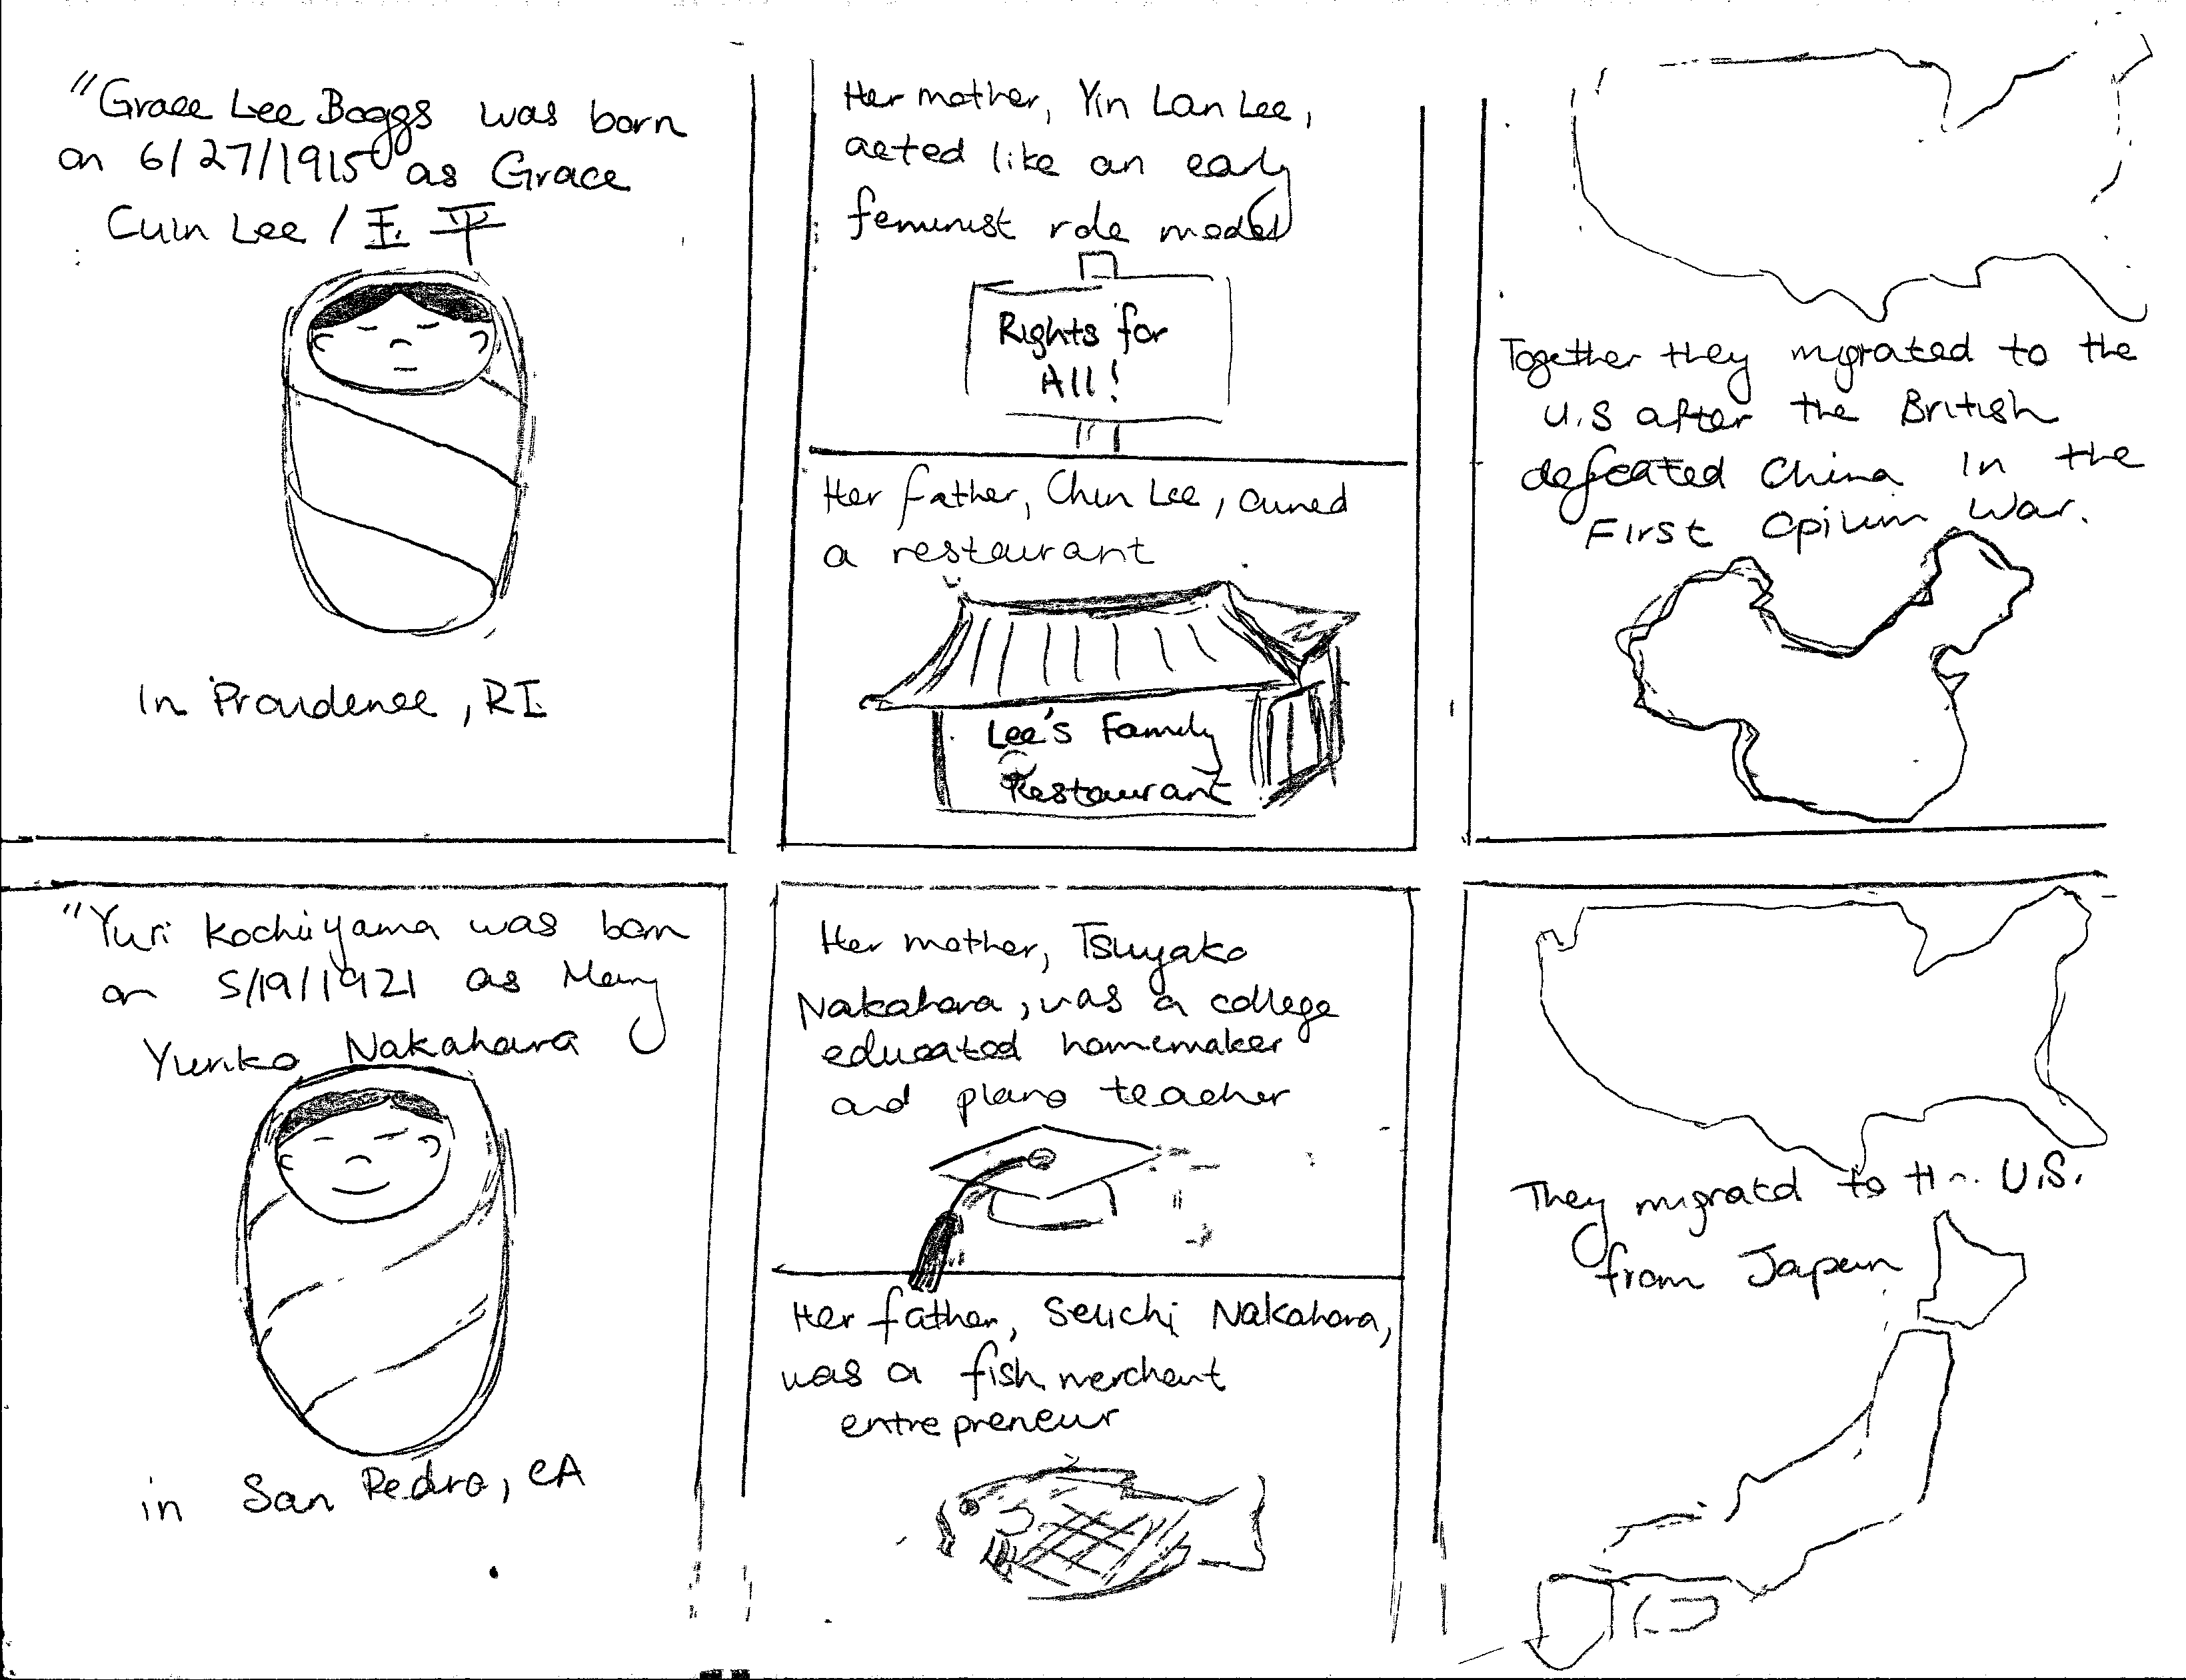 "Grace Lee Boggs was born
on 6/27/1915 as Grace
Cuin Lee / 玉平
In Providence, RI
Her mother, Yin Lan Lee,
acted like an early
feminist role model
Rights for
All!
Her father, Chin Lee, owned
a restaurant
Lee's Family
Restaurant
Together they migrated to the
U.S after the British
defeated China in the
First Opium War.
"Yuri Kochiiyama was born
on 5/19/1921 as Mary
Yuriko Nakahara
in San Pedro, CA
Her mother, Tsuyako
Nakahara, was a college
educated homemaker
and piano teacher
Her father, Seiichi Nakahara,
was a fish merchant
entrepreneur
They migratd to the U.S.
from Japan